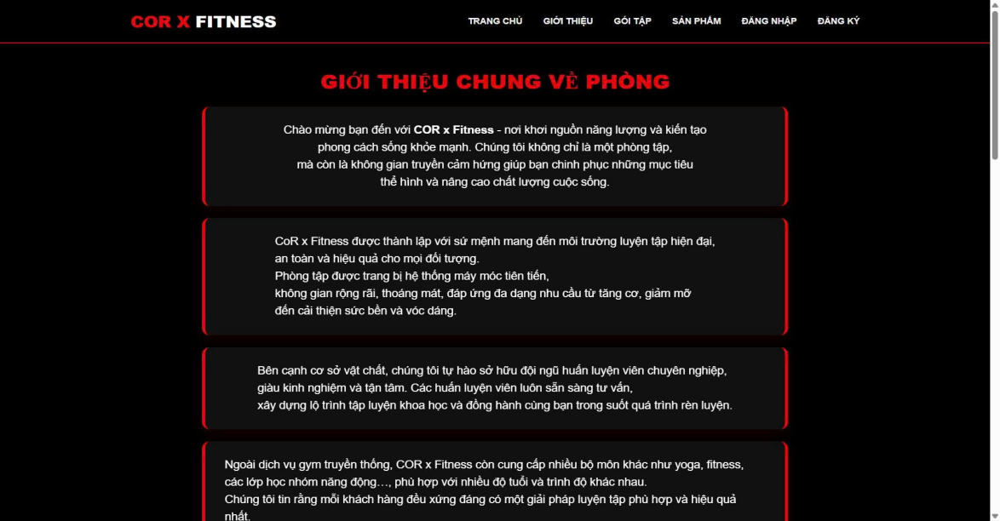 COR X FITNESS
TRANG CHỦ GIỚI THIỆU GÓI TẬP SẢN PHẨM ĐĂNG NHẬP ĐĂNG KÝ
GIỚI THIỆU CHUNG VỀ PHÒNG
Chào mừng bạn đến với COR x Fitness - nơi khơi nguồn năng lượng và kiến tạo
phong cách sống khỏe mạnh. Chúng tôi không chỉ là một phòng tập,
mà còn là không gian truyền cảm hứng giúp bạn chinh phục những mục tiêu
thể hình và nâng cao chất lượng cuộc sống.
CoR x Fitness được thành lập với sứ mệnh mang đến môi trường luyện tập hiện đại,
an toàn và hiệu quả cho mọi đối tượng.
Phòng tập được trang bị hệ thống máy móc tiên tiến,
không gian rộng rãi, thoáng mát, đáp ứng đa dạng nhu cầu từ tăng cơ, giảm mỡ
đến cải thiện sức bền và vóc dáng.
Bên cạnh cơ sở vật chất, chúng tôi tự hào sở hữu đội ngũ huấn luyện viên chuyên nghiệp,
giàu kinh nghiệm và tận tâm. Các huấn luyện viên luôn sẵn sàng tư vấn,
xây dựng lộ trình tập luyện khoa học và đồng hành cùng bạn trong suốt quá trình rèn luyện.
Ngoài dịch vụ gym truyền thống, COR x Fitness còn cung cấp nhiều bộ môn khác như yoga, fitness,
các lớp học nhóm năng động…, phù hợp với nhiều độ tuổi và trình độ khác nhau.
Chúng tôi tin rằng mỗi khách hàng đều xứng đáng có một giải pháp luyện tập phù hợp và hiệu quả
nhất.